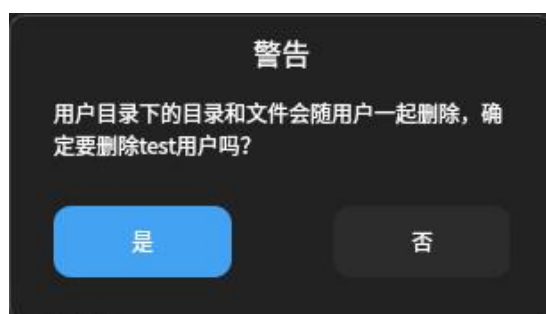 警告
用户目录下的目录和文件会随用户一起删除，确
定要删除test用户吗？
是
否